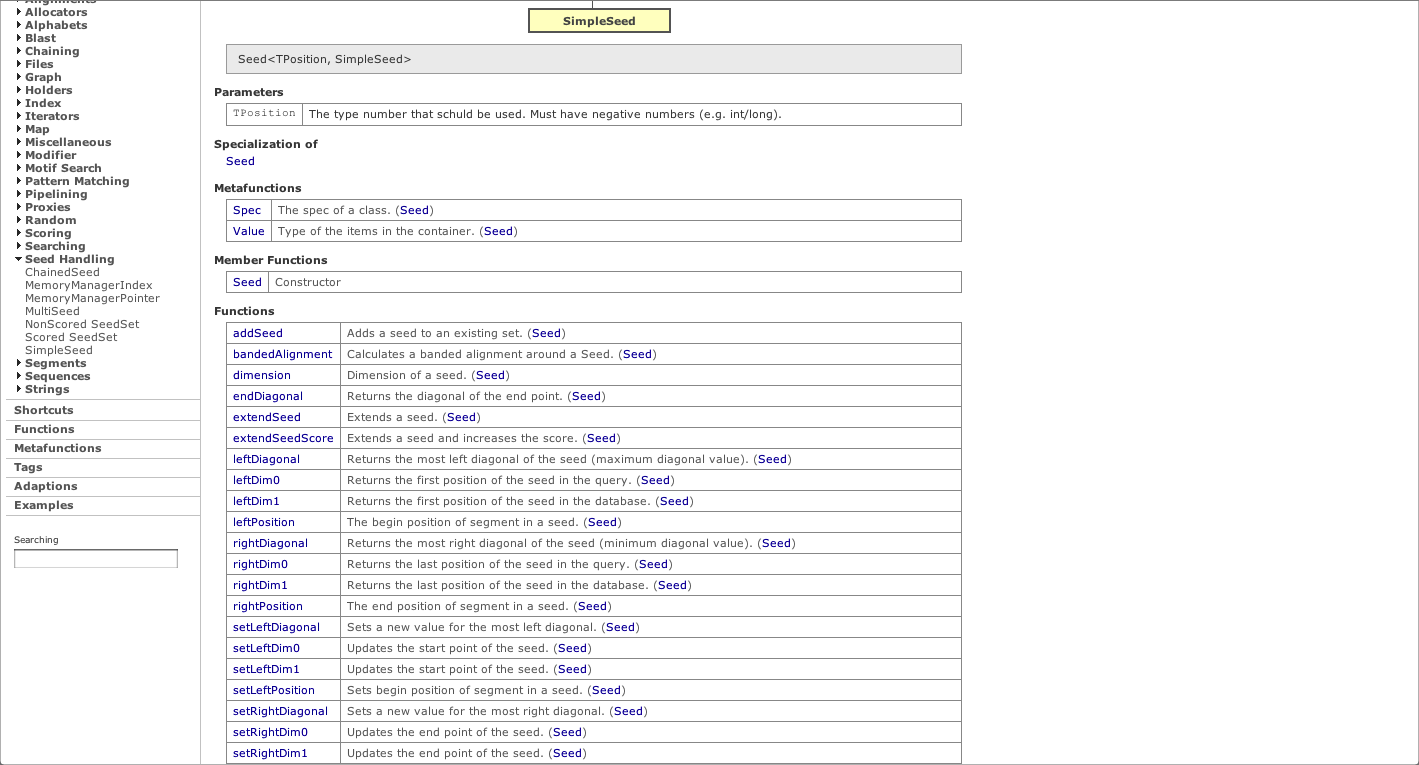 Alignments
Allocators
Alphabets
Blast
Chaining
Files
Graph
Holders
Index
Iterators
Map
Miscellaneous
Modifier
Motif Search
Pattern Matching
Pipelining
Proxies
Random
Scoring
Searching
Seed Handling
ChainedSeed
MemoryManagerIndex
MemoryManagerPointer
MultiSeed
NonScored SeedSet
Scored SeedSet
SimpleSeed
Segments
Sequences
Strings
Shortcuts
Functions
Metafunctions
Tags
Adaptions
Examples
Searching
SimpleSeed
Seed<TPosition, SimpleSeed>
Parameters
TPosition The type number that schuld be used. Must have negative numbers (e.g. int/long).
Specialization of
Seed
Metafunctions
Spec The spec of a class. (Seed)
Value Type of the items in the container. (Seed)
Member Functions
Seed Constructor
Functions
addSeed Adds a seed to an existing set. (Seed)
bandedAlignment Calculates a banded alignment around a Seed. (Seed)
dimension Dimension of a seed. (Seed)
endDiagonal Returns the diagonal of the end point. (Seed)
extendSeed Extends a seed. (Seed)
extendSeedScore Extends a seed and increases the score. (Seed)
leftDiagonal Returns the most left diagonal of the seed (maximum diagonal value). (Seed)
leftDim0 Returns the first position of the seed in the query. (Seed)
leftDim1 Returns the first position of the seed in the database. (Seed)
leftPosition The begin position of segment in a seed. (Seed)
rightDiagonal Returns the most right diagonal of the seed (minimum diagonal value). (Seed)
rightDim0 Returns the last position of the seed in the query. (Seed)
rightDim1 Returns the last position of the seed in the database. (Seed)
rightPosition The end position of segment in a seed. (Seed)
setLeftDiagonal Sets a new value for the most left diagonal. (Seed)
setLeftDim0 Updates the start point of the seed. (Seed)
setLeftDim1 Updates the start point of the seed. (Seed)
setLeftPosition Sets begin position of segment in a seed. (Seed)
setRightDiagonal Sets a new value for the most right diagonal. (Seed)
setRightDim0 Updates the end point of the seed. (Seed)
setRightDim1 Updates the end point of the seed. (Seed)